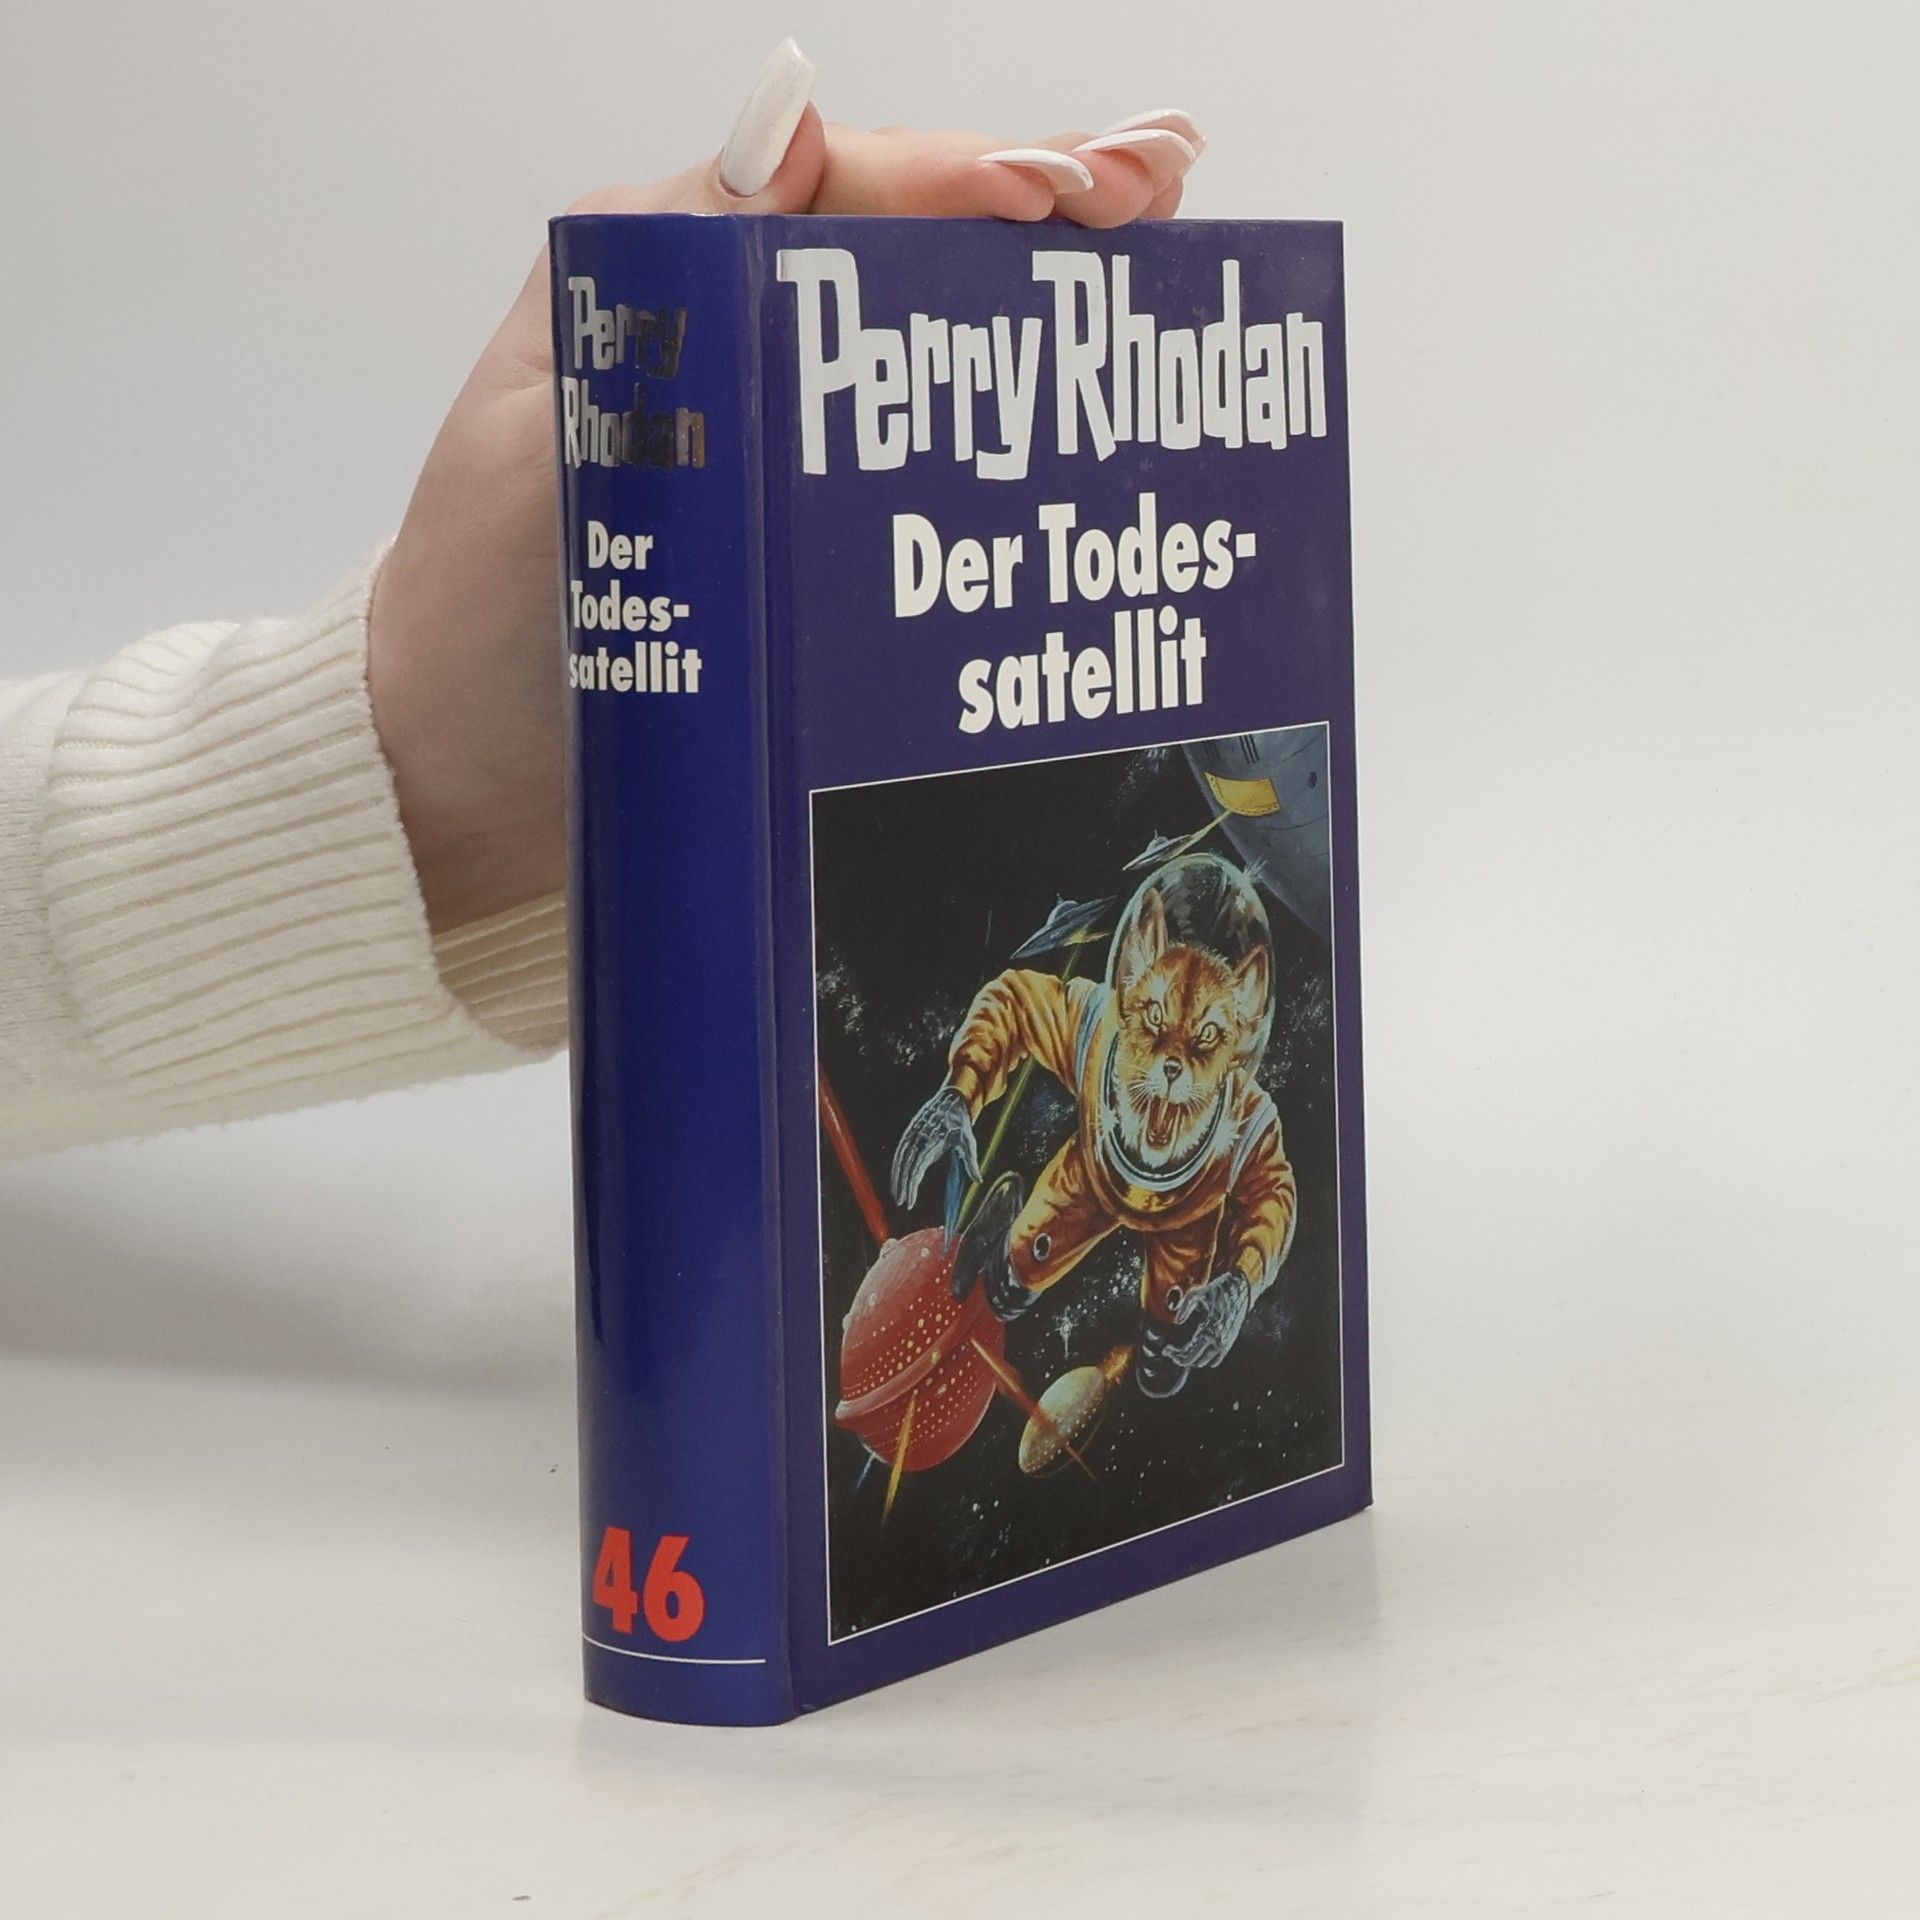 Perry
Rhodan
Der
Todes-
satellit
46
Perry Rhodan
Der Todes-
satellit